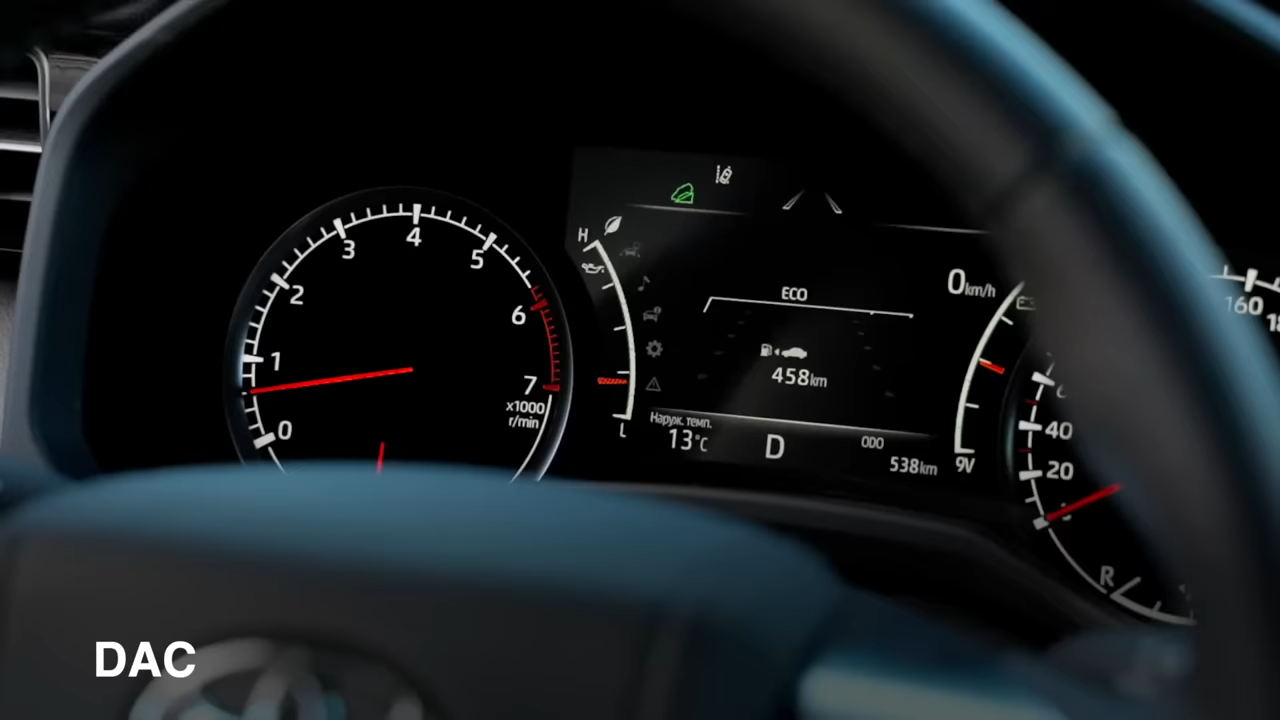 4
3
5
2
6
1
7
x1000
r/min
0
H
L
ECO
458km
Наруж. темп.
13°C
D
ODO
538km
0km/h
9V
160
40
20
R
DAC